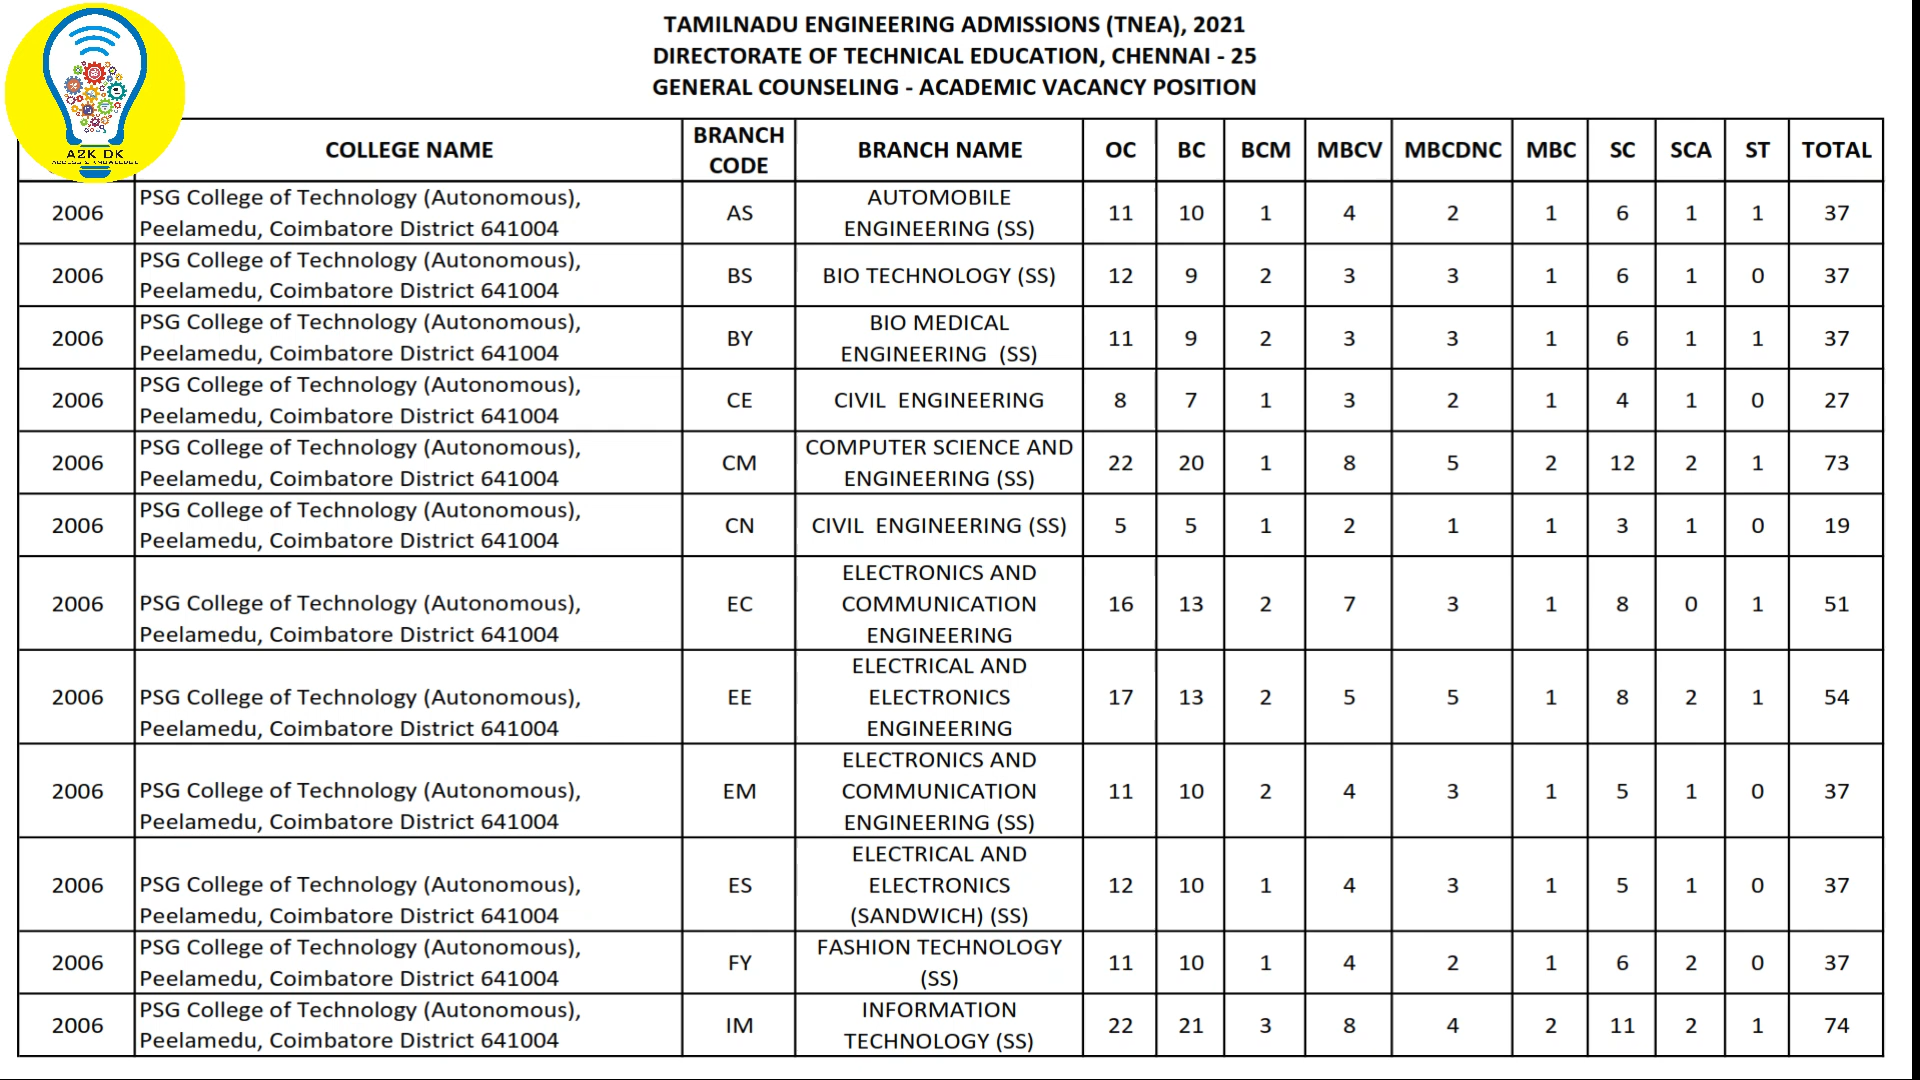 TAMILNADU ENGINEERING ADMISSIONS (TNEA), 2021
DIRECTORATE OF TECHNICAL EDUCATION, CHENNAI - 25
GENERAL COUNSELING - ACADEMIC VACANCY POSITION
A2K DK
COLLEGE NAME BRANCH CODE BRANCH NAME OC BC BCM MBCV MBCDNC MBC SC SCA ST TOTAL
2006 PSG College of Technology (Autonomous), Peelamedu, Coimbatore District 641004 AS AUTOMOBILE ENGINEERING (SS) 11 10 1 4 2 1 6 1 1 37
2006 PSG College of Technology (Autonomous), Peelamedu, Coimbatore District 641004 BS BIO TECHNOLOGY (SS) 12 9 2 3 3 1 6 1 0 37
2006 PSG College of Technology (Autonomous), Peelamedu, Coimbatore District 641004 BY BIO MEDICAL ENGINEERING (SS) 11 9 2 3 3 1 6 1 1 37
2006 PSG College of Technology (Autonomous), Peelamedu, Coimbatore District 641004 CE CIVIL ENGINEERING 8 7 1 3 2 1 4 1 0 27
2006 PSG College of Technology (Autonomous), Peelamedu, Coimbatore District 641004 CM COMPUTER SCIENCE AND ENGINEERING (SS) 22 20 1 8 5 2 12 2 1 73
2006 PSG College of Technology (Autonomous), Peelamedu, Coimbatore District 641004 CN CIVIL ENGINEERING (SS) 5 5 1 2 1 1 3 1 0 19
2006 PSG College of Technology (Autonomous), Peelamedu, Coimbatore District 641004 EC ELECTRONICS AND COMMUNICATION ENGINEERING 16 13 2 7 3 1 8 0 1 51
2006 PSG College of Technology (Autonomous), Peelamedu, Coimbatore District 641004 EE ELECTRICAL AND ELECTRONICS ENGINEERING 17 13 2 5 5 1 8 2 1 54
2006 PSG College of Technology (Autonomous), Peelamedu, Coimbatore District 641004 EM ELECTRONICS AND COMMUNICATION ENGINEERING (SS) 11 10 2 4 3 1 5 1 0 37
2006 PSG College of Technology (Autonomous), Peelamedu, Coimbatore District 641004 ES ELECTRICAL AND ELECTRONICS (SANDWICH) (SS) 12 10 1 4 3 1 5 1 0 37
2006 PSG College of Technology (Autonomous), Peelamedu, Coimbatore District 641004 FY FASHION TECHNOLOGY (SS) 11 10 1 4 2 1 6 2 0 37
2006 PSG College of Technology (Autonomous), Peelamedu, Coimbatore District 641004 IM INFORMATION TECHNOLOGY (SS) 22 21 3 8 4 2 11 2 1 74